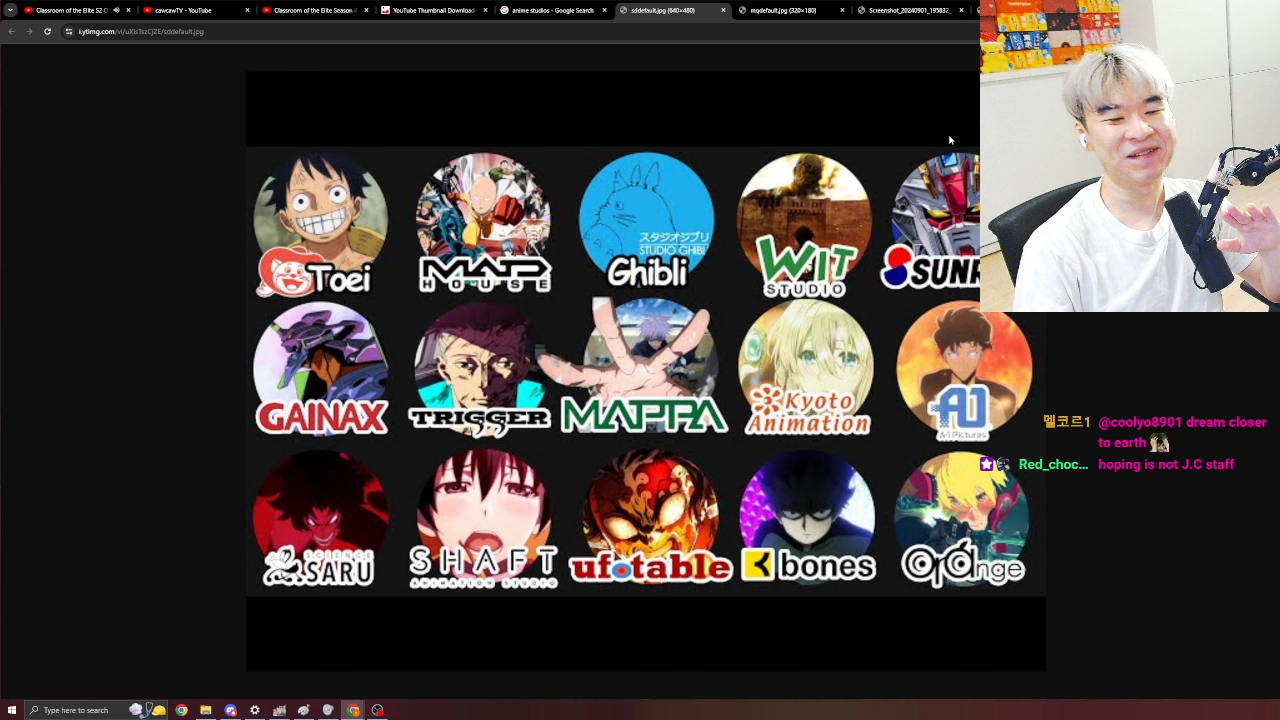 Classroom of the Elite S2 O
cawcawTV - YouTube
Classroom of the Elite Season
YouTube Thumbnail Download
anime studios - Google Search
sddefault.jpg (640×480)
mqdefault.jpg (320×180)
Screenshot_20240901_195832
i.ytimg.com/vi/uXIsTszCjZE/sddefault.jpg
Toei
MAD HOUSE
スタジオジブリ
STUDIO GHIBLI
Ghibli
WIT
STUDIO
SUNR
GAINAX
TRIGGER
MAPPA
Kyoto
Animation
A1
A-1 Pictures
SCIENCE
SARU
SHAFT
ANIMATION STUDIO
ufotable
bones
orange
멜코르1 @coolyo8901 dream closer
to earth
Red_choc... hoping is not J.C staff
Type here to search